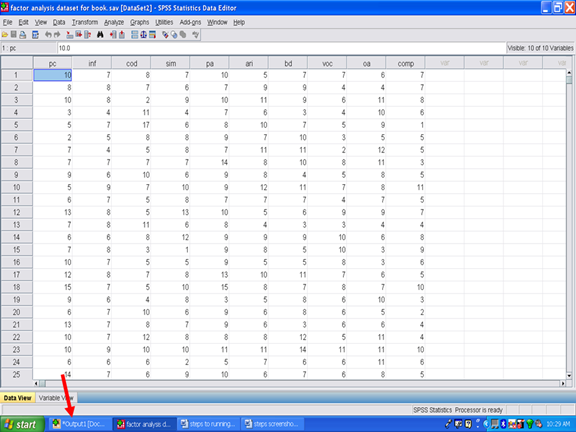 factor analysis dataset for book.sav [DataSet2] - SPSS Statistics Data Editor
File Edit View Data Transform Analyze Graphs Utilities Add-ons Window Help
1 : pc 10.0 Visible: 10 of 10 Variables
pc inf cod sim pa ari bd voc oa comp var var var
1 10 7 8 7 10 5 7 7 6 7
2 8 8 7 6 7 9 9 4 4 7
3 10 8 2 9 10 11 9 6 11 8
4 3 4 11 4 7 6 3 4 10 6
5 5 7 17 6 8 10 7 5 9 1
6 2 5 8 8 9 7 10 3 5 5
7 7 4 5 8 7 11 11 2 12 5
8 7 7 7 7 14 8 10 8 11 3
9 9 6 10 6 9 8 4 5 8 5
10 5 9 7 10 9 12 11 7 8 11
11 6 7 5 8 7 7 7 4 7 5
12 13 8 5 13 10 5 6 9 9 7
13 7 8 11 6 8 4 3 3 4 4
14 6 6 8 12 9 9 9 10 6 8
15 7 8 3 1 9 8 5 10 3 9
16 10 7 5 5 9 5 5 8 3 6
17 12 8 7 8 13 10 11 7 6 5
18 15 7 5 10 15 8 7 8 7 10
19 9 6 4 8 3 5 8 6 10 3
20 6 7 10 6 9 6 8 6 5 2
21 13 7 8 7 9 6 3 6 6 4
22 10 7 12 8 8 8 12 5 11 4
23 10 9 10 10 11 11 14 11 11 10
24 6 6 6 2 5 7 6 6 11 6
25 14 7 6 9 10 6 7 6 8 5
Data View Variable View
SPSS Statistics Processor is ready
start *Output1 [Doc... factor analysis d... steps to running... steps screensho... 10:29 AM